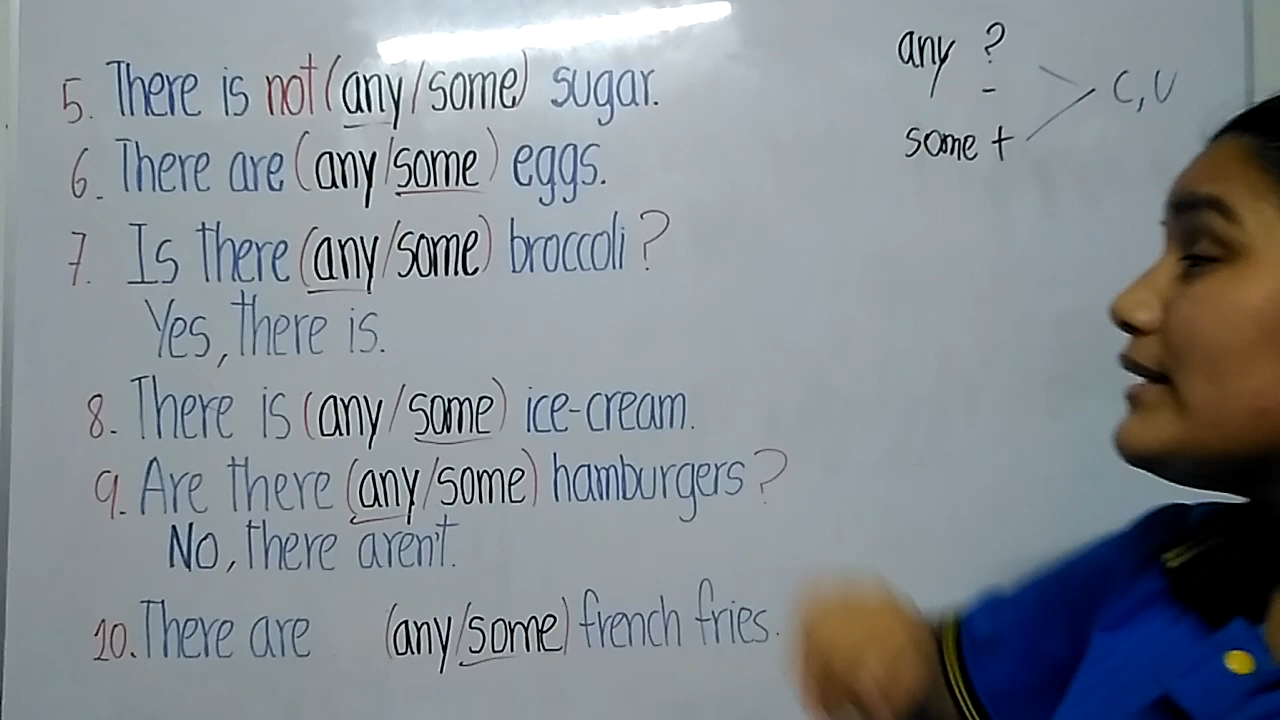 5. There is not (any/some) sugar.
6. There are (any/some) eggs.
7. Is there (any/some) broccoli?
Yes, there is.
8. There is (any/some) ice-cream.
9. Are there (any/some) hamburgers?
No, there aren't.
10. There are (any/some) french fries.
any ?
-
some +
C, U